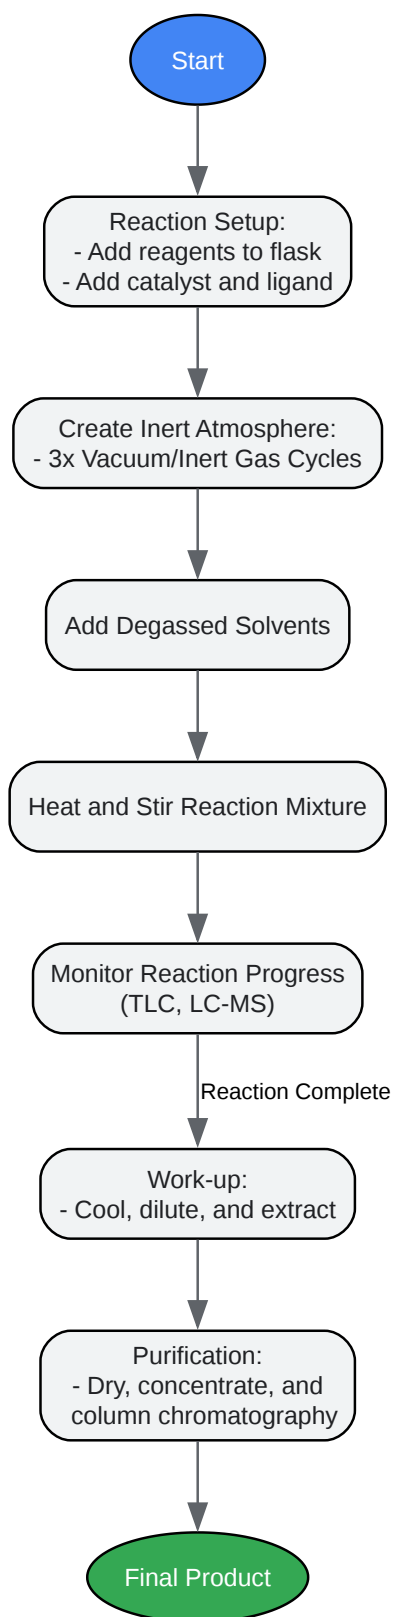 Start
Reaction Setup:
- Add reagents to flask
- Add catalyst and ligand
Create Inert Atmosphere:
- 3x Vacuum/Inert Gas Cycles
Add Degassed Solvents
Heat and Stir Reaction Mixture
Monitor Reaction Progress
(TLC, LC-MS)
Reaction Complete
Work-up:
- Cool, dilute, and extract
Purification:
- Dry, concentrate, and
column chromatography
Final Product